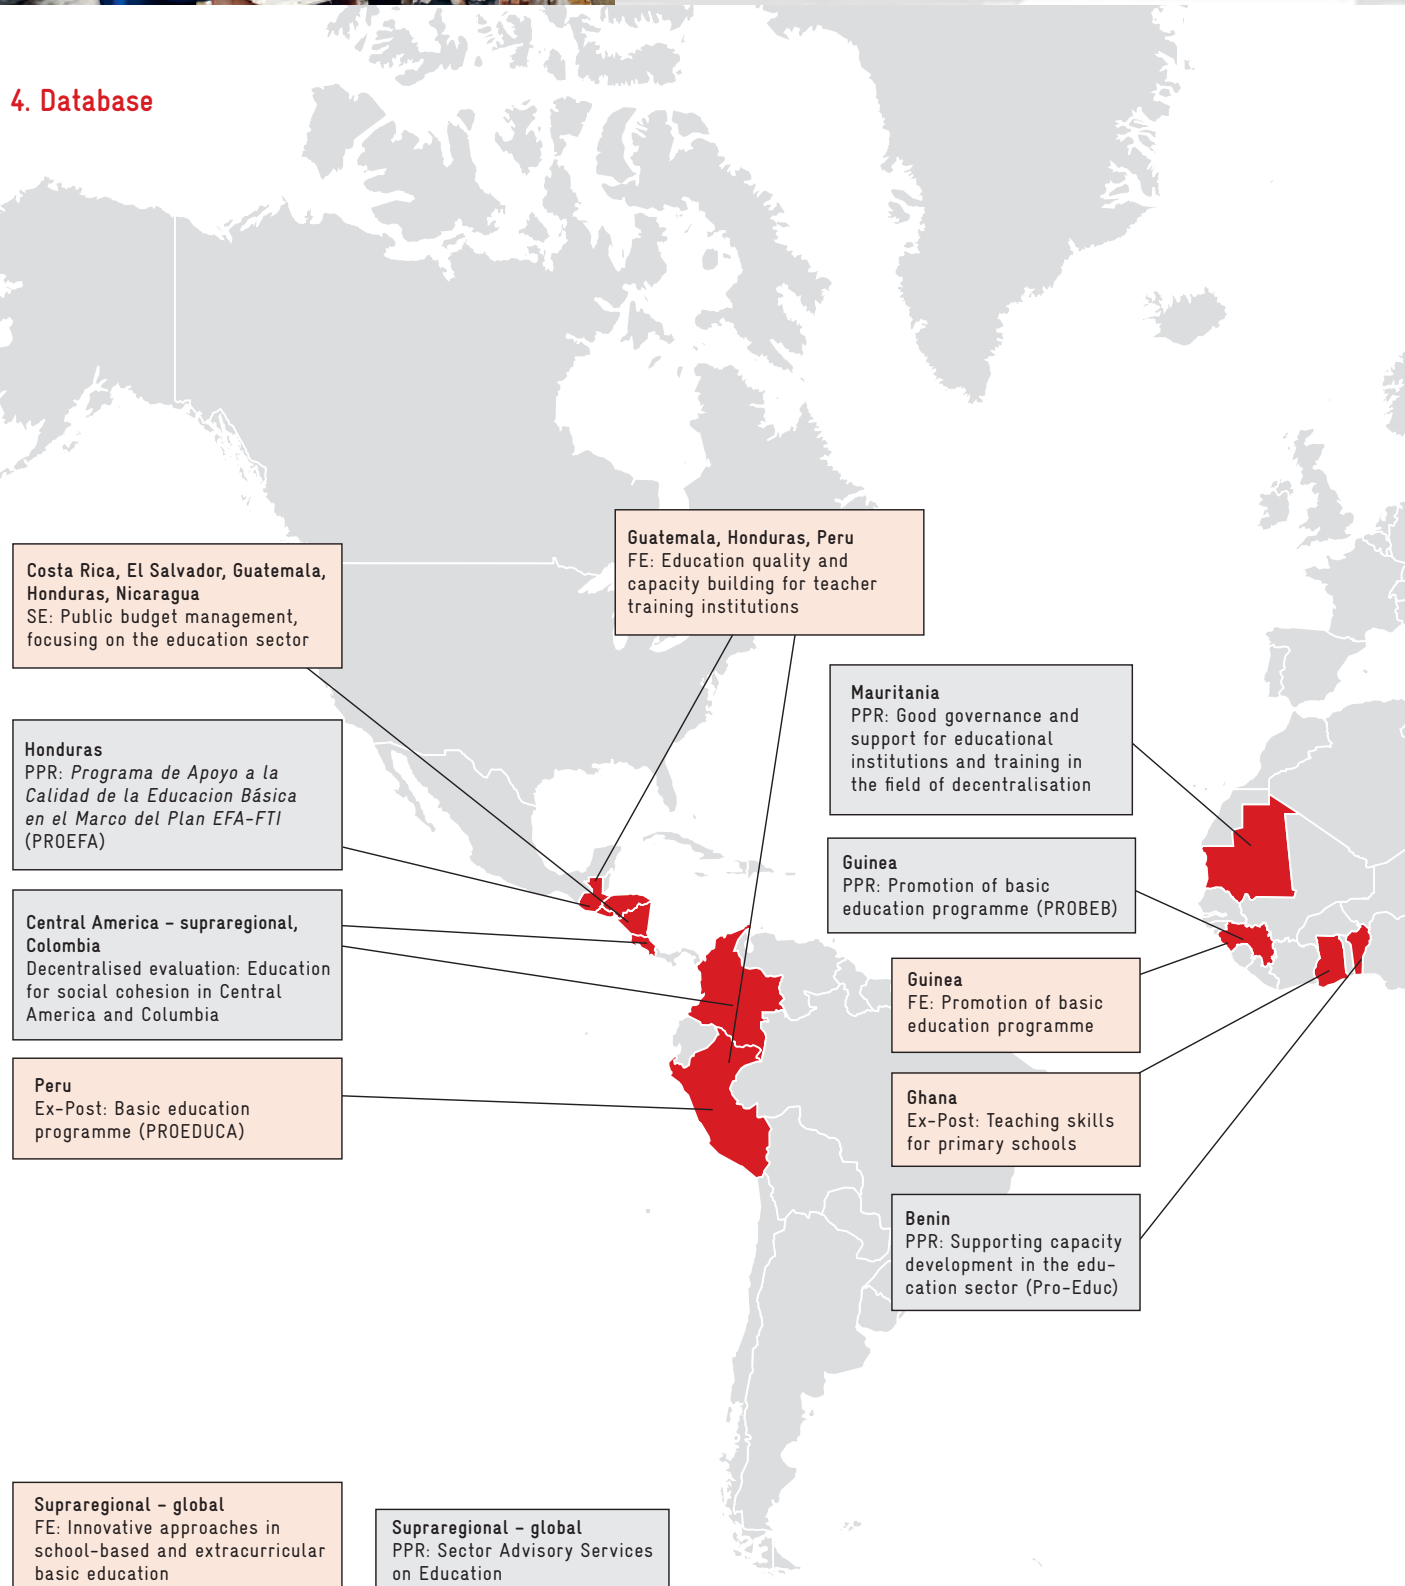 4. Database
Costa Rica, El Salvador, Guatemala,
Honduras, Nicaragua
SE: Public budget management,
focusing on the education sector
Guatemala, Honduras, Peru
FE: Education quality and
capacity building for teacher
training institutions
Honduras
PPR: Programa de Apoyo a la
Calidad de la Educacion Básica
en el Marco del Plan EFA-FTI
(PROEFA)
Central America – supraregional,
Colombia
Decentralised evaluation: Education
for social cohesion in Central
America and Columbia
Peru
Ex-Post: Basic education
programme (PROEDUCA)
Mauritania
PPR: Good governance and
support for educational
institutions and training in
the field of decentralisation
Guinea
PPR: Promotion of basic
education programme (PROBEB)
Guinea
FE: Promotion of basic
education programme
Ghana
Ex-Post: Teaching skills
for primary schools
Benin
PPR: Supporting capacity
development in the edu-
cation sector (Pro-Educ)
Supraregional – global
FE: Innovative approaches in
school-based and extracurricular
basic education
Supraregional – global
PPR: Sector Advisory Services
on Education